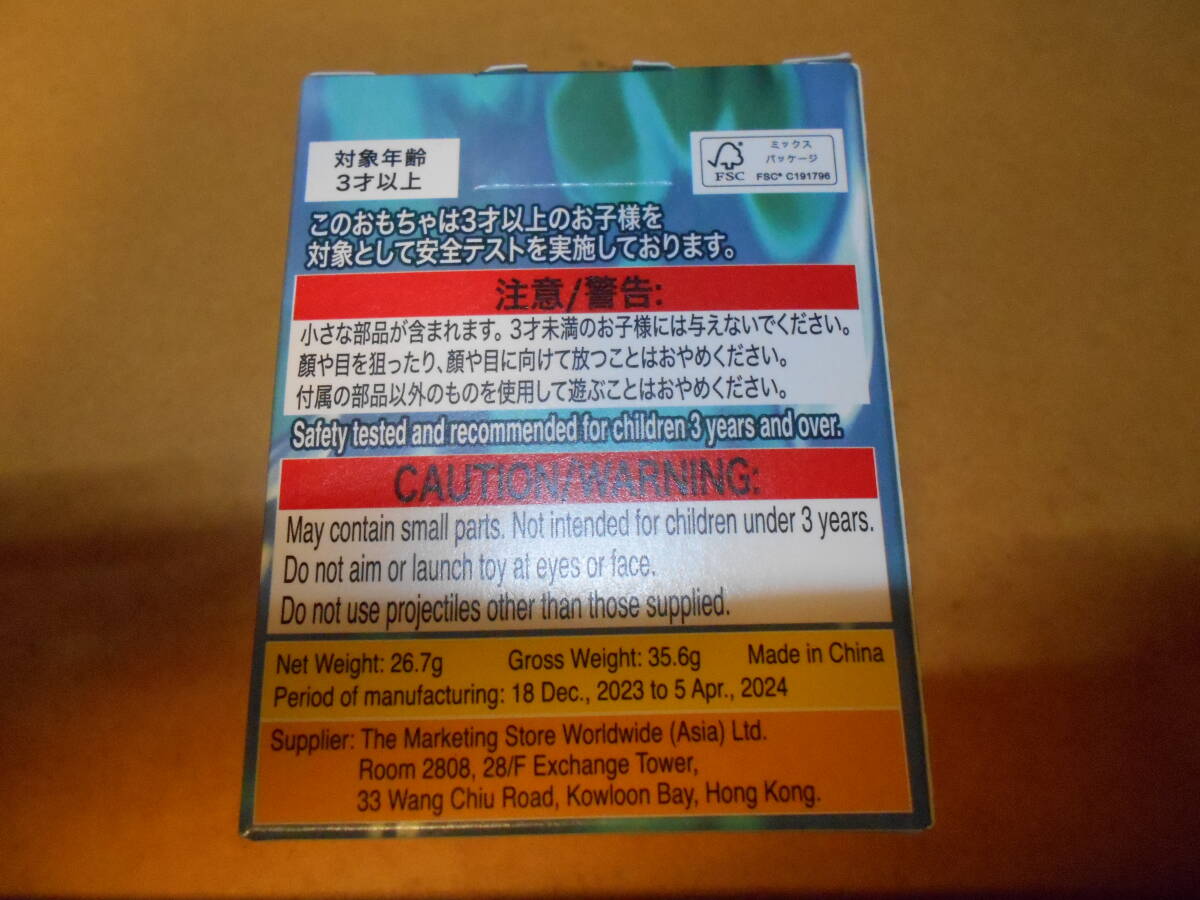 対象年齢
3才以上
ミックス
パッケージ
FSC
FSC® C191796
このおもちゃは3才以上のお子様を
対象として安全テストを実施しております。
注意/警告:
小さな部品が含まれます。3才未満のお子様には与えないでください。
顔や目を狙ったり、顔や目に向けて放つことはおやめください。
付属の部品以外のものを使用して遊ぶことはおやめください。
Safety tested and recommended for children 3 years and over.
CAUTION/WARNING:
May contain small parts. Not intended for children under 3 years.
Do not aim or launch toy at eyes or face.
Do not use projectiles other than those supplied.
Net Weight: 26.7g Gross Weight: 35.6g Made in China
Period of manufacturing: 18 Dec., 2023 to 5 Apr., 2024
Supplier: The Marketing Store Worldwide (Asia) Ltd.
Room 2808, 28/F Exchange Tower,
33 Wang Chiu Road, Kowloon Bay, Hong Kong.